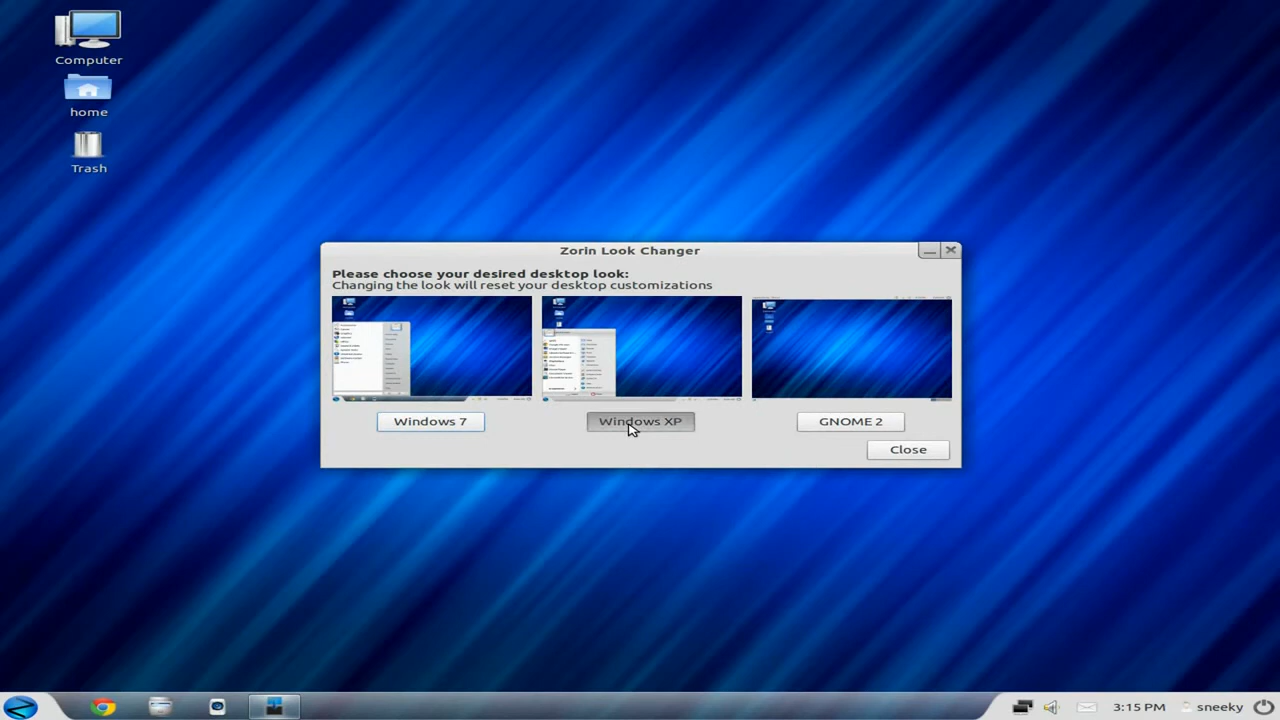 Computer
home
Trash
Zorin Look Changer
Please choose your desired desktop look:
Changing the look will reset your desktop customizations
Windows 7
Windows XP
GNOME 2
Close
3:15 PM
sneeky